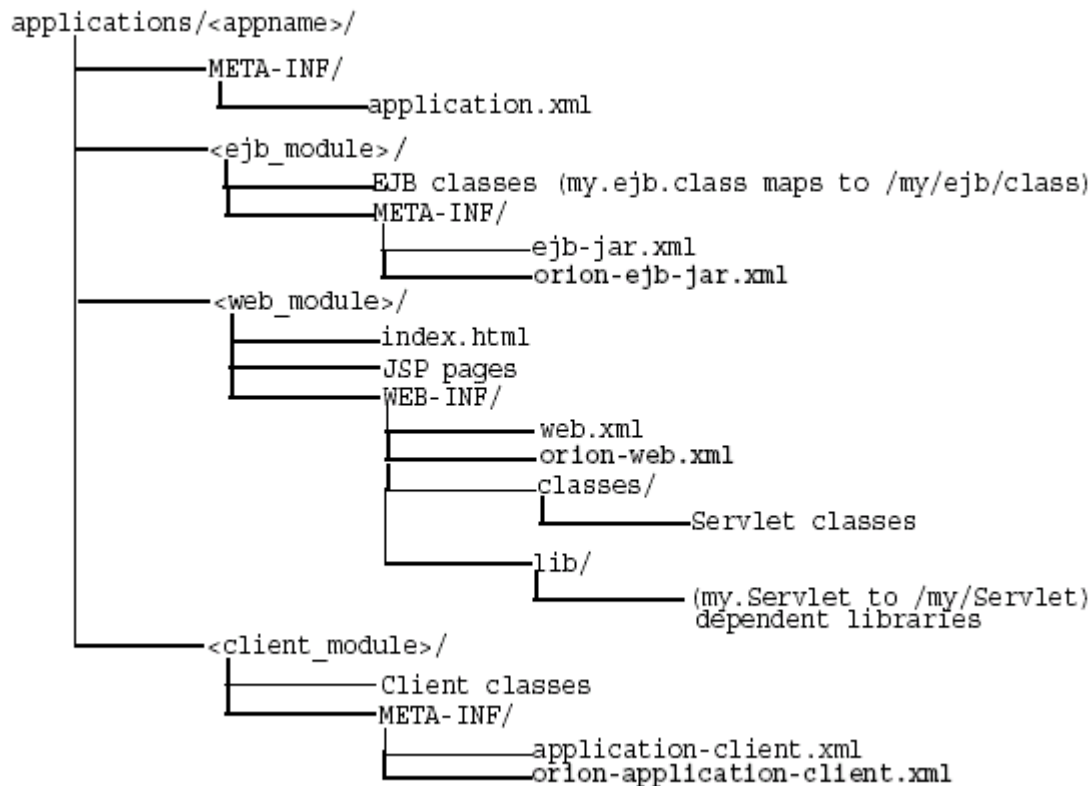 applications/<appname>/
META-INF/
application.xml
<ejb_module>/
EJB classes (my.ejb.class maps to /my/ejb/class)
META-INF/
ejb-jar.xml
orion-ejb-jar.xml
<web_module>/
index.html
JSP pages
WEB-INF/
web.xml
orion-web.xml
classes/
Servlet classes
lib/
(my.Servlet to /my/Servlet)
dependent libraries
<client_module>/
Client classes
META-INF/
application-client.xml
orion-application-client.xml